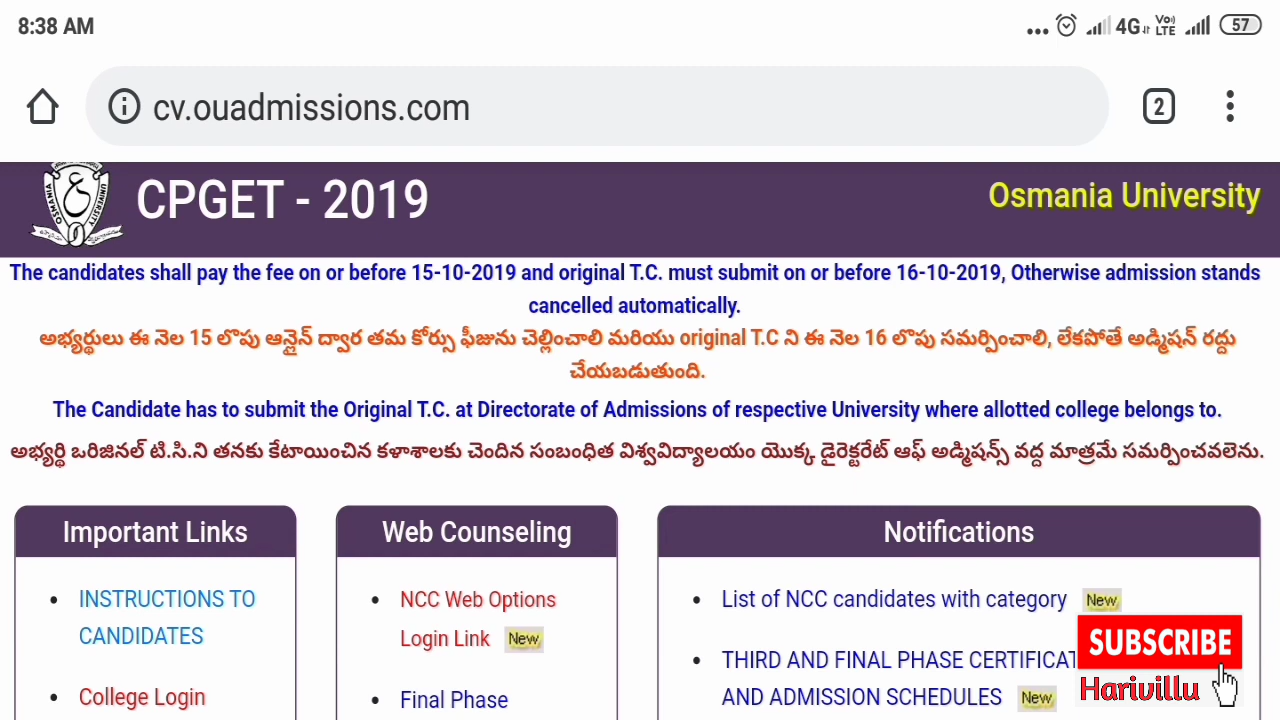 8:38 AM
4G VoLTE 57
cv.ouadmissions.com
2
OSMANIA UNIVERSITY
CPGET - 2019
Osmania University
The candidates shall pay the fee on or before 15-10-2019 and original T.C. must submit on or before 16-10-2019, Otherwise admission stands
cancelled automatically.
అభ్యర్థులు ఈ నెల 15 లొపు ఆన్లైన్ ద్వార తమ కోర్సు ఫీజును చెల్లించాలి మరియు original T.C ని ఈ నెల 16 లొపు సమర్పించాలి, లేకపోతే అడ్మిషన్ రద్దు
చేయబడుతుంది.
The Candidate has to submit the Original T.C. at Directorate of Admissions of respective University where allotted college belongs to.
అభ్యర్థి ఒరిజినల్ టి.సి.ని తనకు కేటాయించిన కళాశాలకు చెందిన సంబంధిత విశ్వవిద్యాలయం యొక్క డైరెక్టరేట్ ఆఫ్ అడ్మిషన్స్ వద్ద మాత్రమే సమర్పించవలెను.
Important Links
INSTRUCTIONS TO
CANDIDATES
College Login
Web Counseling
NCC Web Options
Login Link New
Final Phase
Notifications
List of NCC candidates with category New
THIRD AND FINAL PHASE
AND ADMISSION SCHEDULES New
SUBSCRIBE
Harivillu